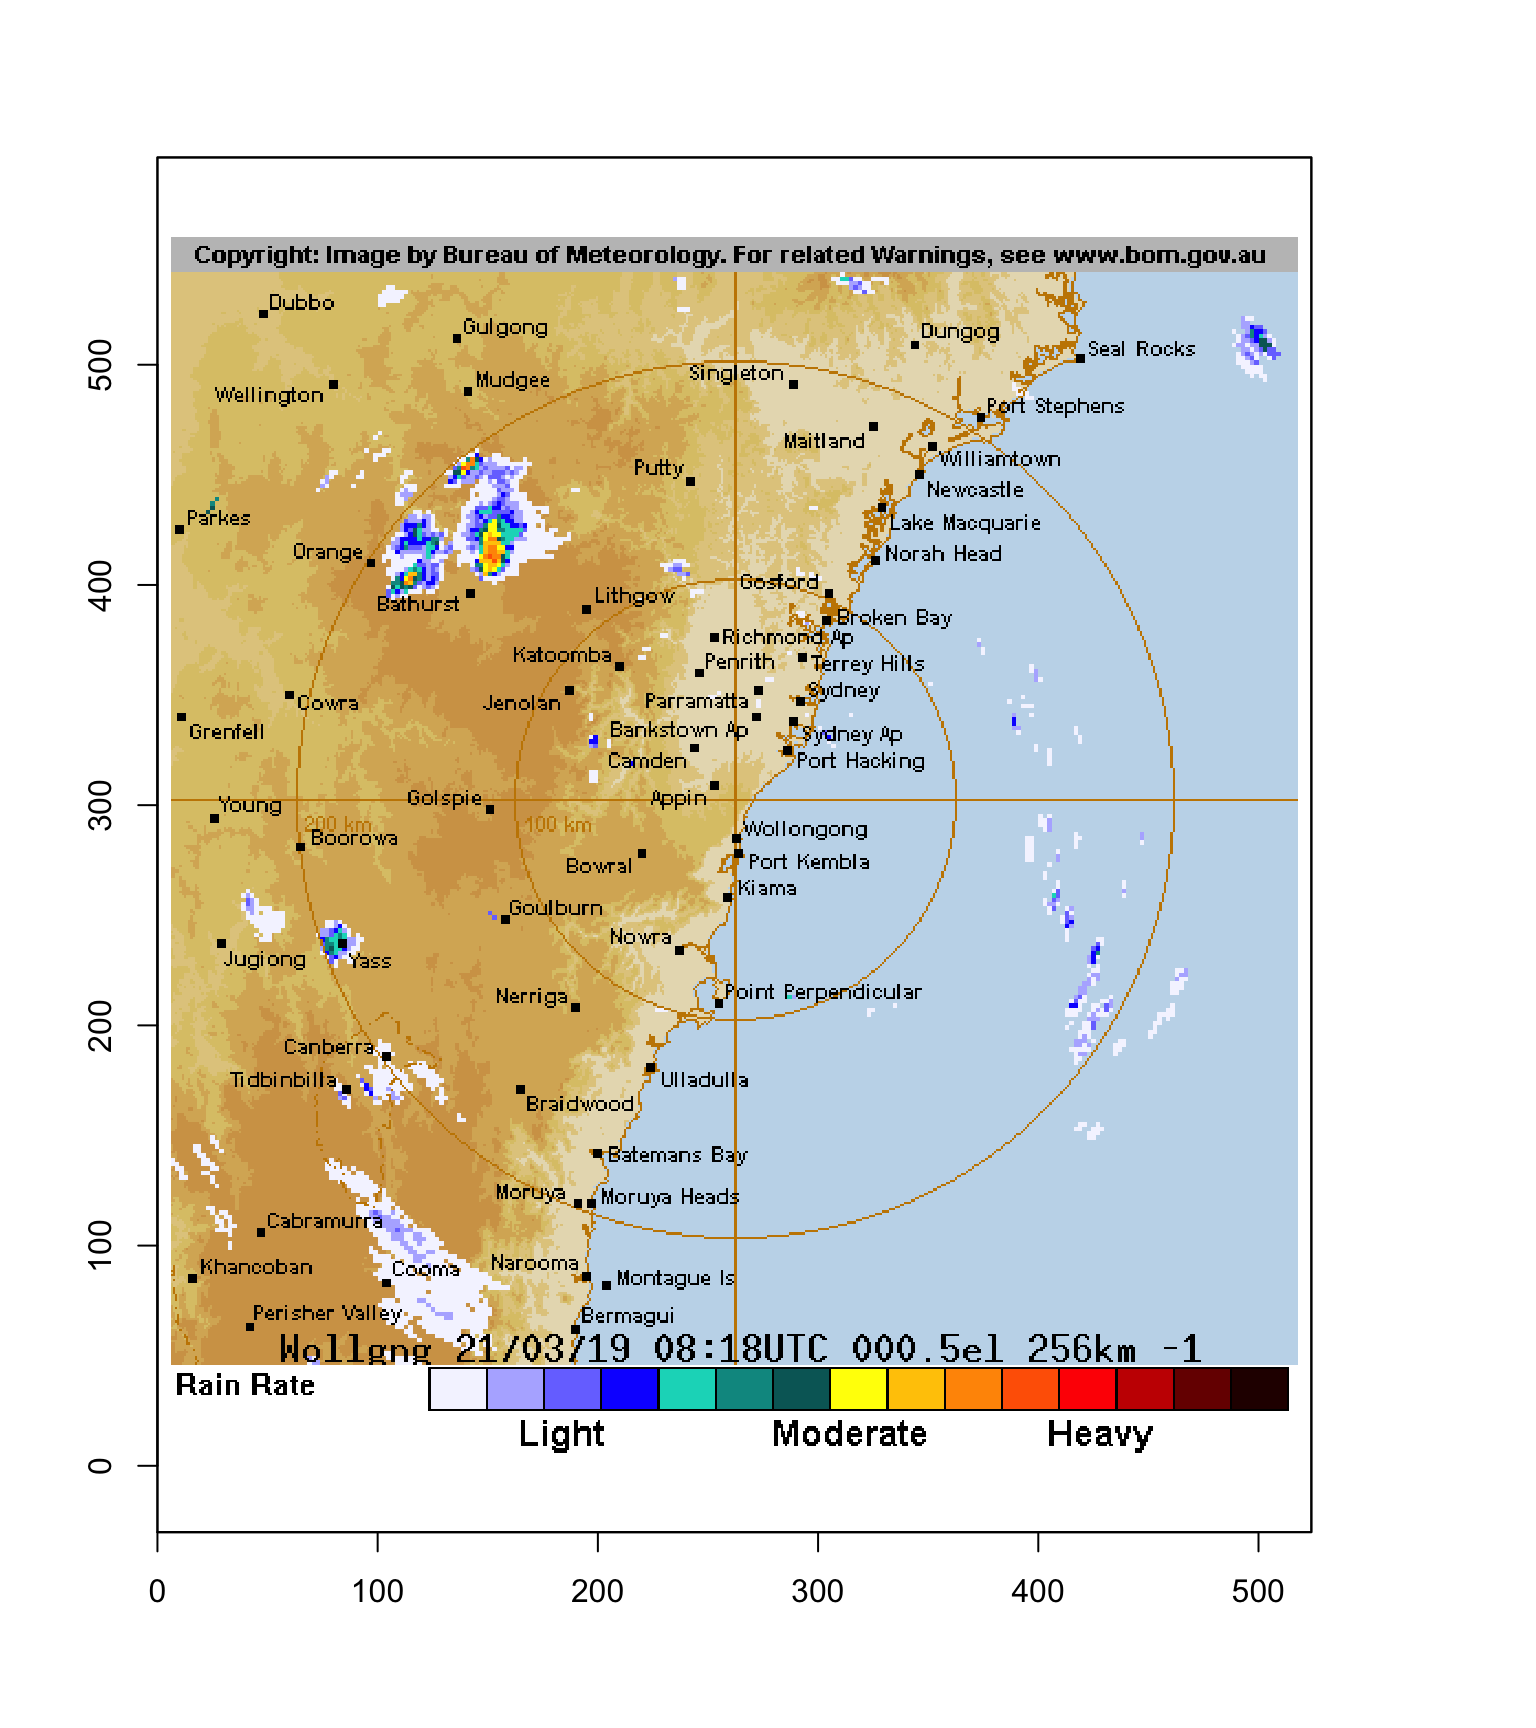 Copyright: Image by Bureau of Meteorology. For related Warnings, see www.bom.gov.au
Dubbo
Gulgong
Dungog
Seal Rocks
500
Singleton
Mudgee
Wellington
Port Stephens
Maitland
Williamtown
Putty
Newcastle
Parkes
Lake Macquarie
Orange
Norah Head
400
Gosford
Lithgow
Bathurst
Broken Bay
Richmond Ap
Katoomba
Penrith
Terrey Hills
Sydney
Jenolan
Parramatta
Cowra
Grenfell
Bankstown Ap
Sydney Ap
Camden
Port Hacking
300
Young
Golspie
Appin
200 km
100 km
Wollongong
Boorowa
Bowral
Port Kembla
Kiama
Goulburn
Nowra
Jugiong
Yass
Nerriga
Point Perpendicular
200
Canberra
Tidbinbilla
Ulladulla
Braidwood
Batemans Bay
Moruya
Moruya Heads
Cabramurra
100
Khancoban
Cooma
Narooma
Montague Is
Perisher Valley
Bermagui
Wollgng 21/03/19 08:18UTC 000.5el 256km -1
Rain Rate
Light Moderate Heavy
0
0 100 200 300 400 500